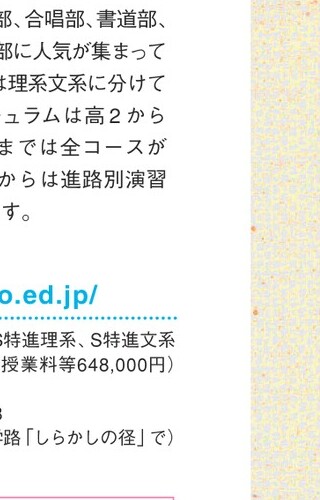 部、合唱部、書道部、
部に人気が集まって
は理系文系に分けて
ュラムは高２から
までは全コースが
からは進路別演習
す。
o.ed.jp/
S特進理系、S特進文系
授業料等648,000円）
路「しらかしの径」で）